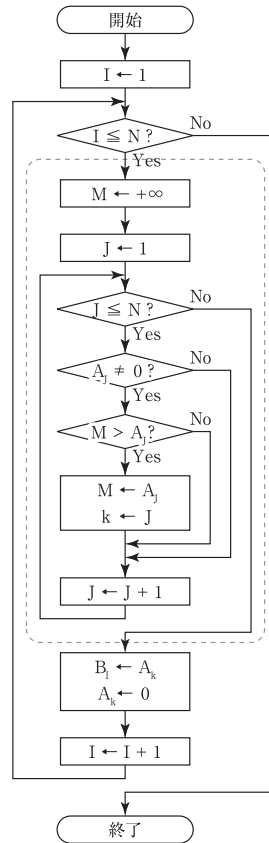 開始
I ← 1
I ≦ N ?
No
Yes
M ← +∞
J ← 1
J ≦ N ?
No
Yes
A_J ≠ 0 ?
No
Yes
M > A_J?
No
Yes
M ← A_J
k ← J
J ← J + 1
B_I ← A_k
A_k ← 0
I ← I + 1
終了